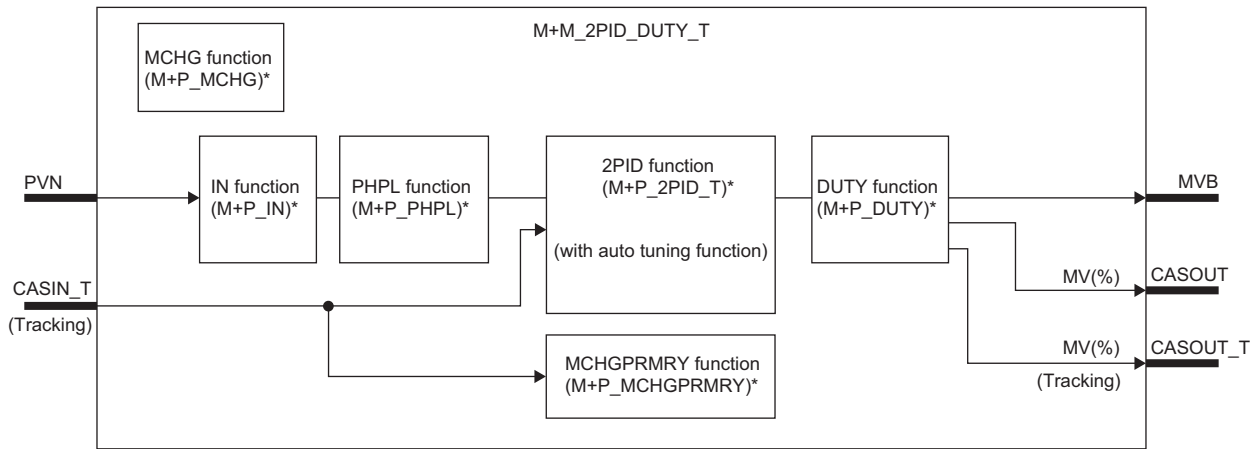 M+M_2PID_DUTY_T
MCHG function
(M+P_MCHG)*
PVN
IN function
(M+P_IN)*
PHPL function
(M+P_PHPL)*
2PID function
(M+P_2PID_T)*
(with auto tuning function)
DUTY function
(M+P_DUTY)*
MVB
CASIN_T
(Tracking)
MV(%)
CASOUT
MCHGPRMRY function
(M+P_MCHGPRMRY)*
MV(%)
(Tracking)
CASOUT_T